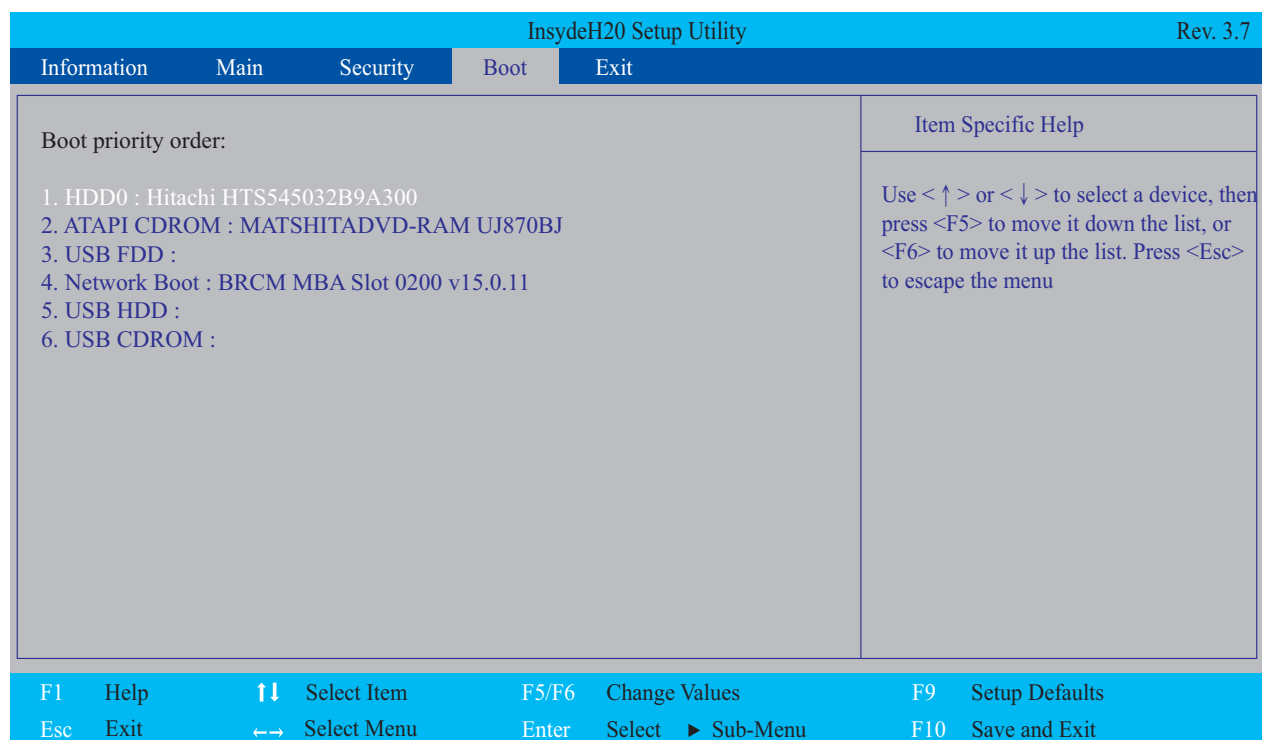 InsydeH20 Setup Utility Rev. 3.7
Information Main Security Boot Exit
Boot priority order:
1. HDD0 : Hitachi HTS545032B9A300
2. ATAPI CDROM : MATSHITADVD-RAM UJ870BJ
3. USB FDD :
4. Network Boot : BRCM MBA Slot 0200 v15.0.11
5. USB HDD :
6. USB CDROM :
Item Specific Help
Use < ↑ > or < ↓ > to select a device, then
press <F5> to move it down the list, or
<F6> to move it up the list. Press <Esc>
to escape the menu
F1 Help ↑↓ Select Item F5/F6 Change Values F9 Setup Defaults
Esc Exit ←→ Select Menu Enter Select ► Sub-Menu F10 Save and Exit